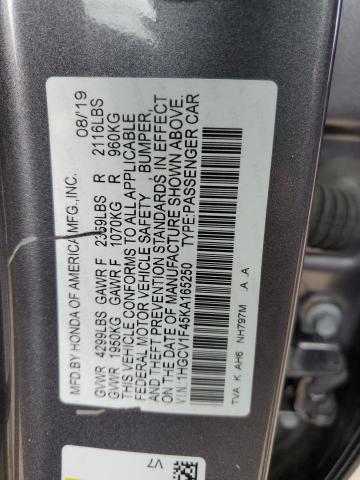 MFD.BY HONDA OF AMERICA MFG.,INC. 08/19
GVWR 4299LBS GAWR F 2359LBS R 2116LBS
GVWR 1950KG GAWR F 1070KG R 960KG
THIS VEHICLE CONFORMS TO ALL APPLICABLE
FEDERAL MOTOR VEHICLE SAFETY , BUMPER,
AND THEFT PREVENTION STANDARDS IN EFFECT
ON THE DATE OF MANUFACTURE SHOWN ABOVE.
V.I.N.:1HGCV1F45KA165250 TYPE:PASSENGER CAR
TVA K AH6 NH797M .A .A
V7